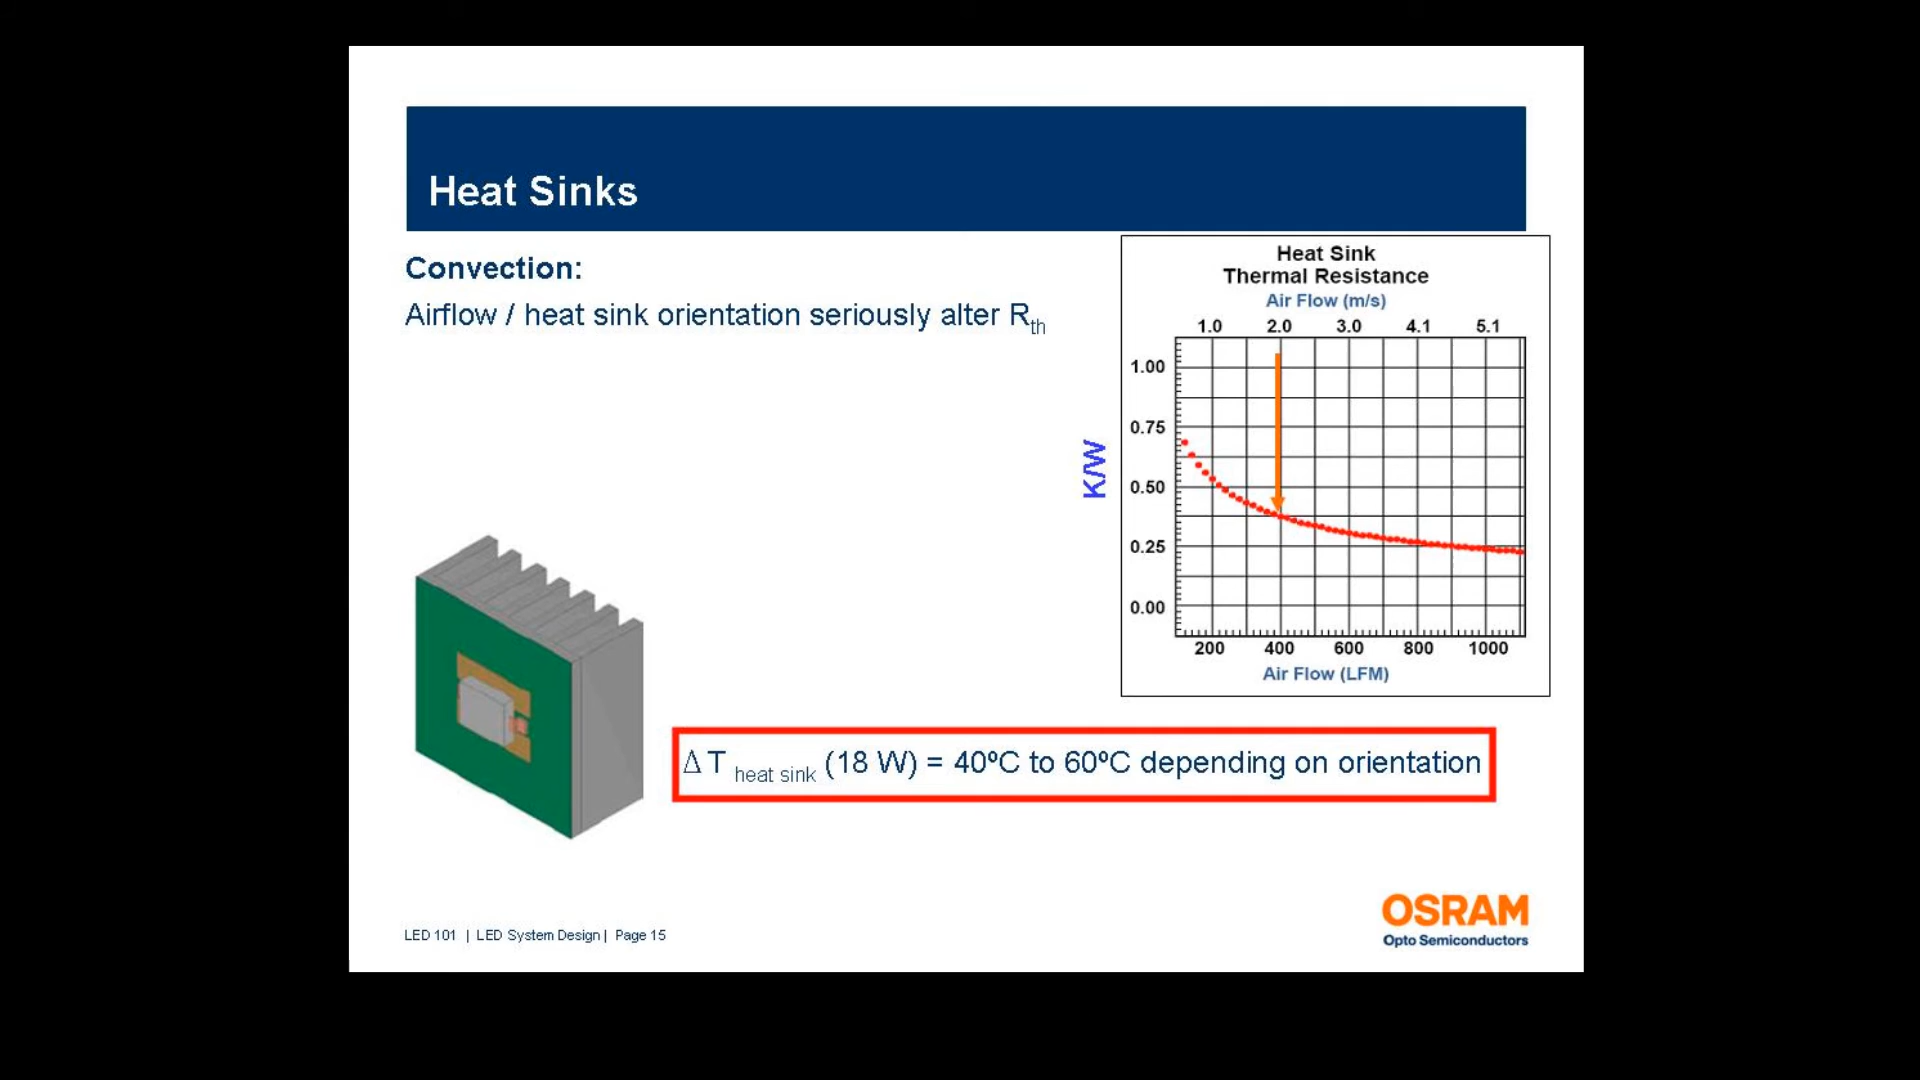 Heat Sinks
Convection:
Airflow / heat sink orientation seriously alter Rth
Heat Sink
Thermal Resistance
Air Flow (m/s)
1.0 2.0 3.0 4.1 5.1
1.00
0.75
0.50
0.25
0.00
K/W
200 400 600 800 1000
Air Flow (LFM)
Δ T heat sink (18 W) = 40ºC to 60ºC depending on orientation
LED 101 | LED System Design | Page 15
OSRAM
Opto Semiconductors